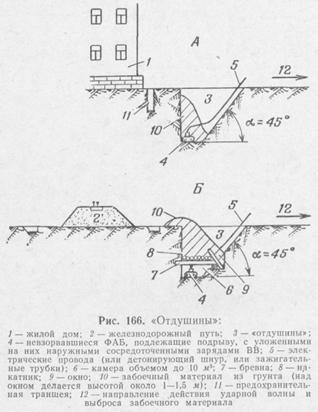 А
12
1
5
3
11
10
α=45°
4
Б
12
10
5
2
3
8
7
α=45°
4
6
9
Рис. 166. «Отдушины»:
1 — жилой дом; 2 — железнодорожный путь; 3 — «отдушины»;
4 — невзорвавшиеся ФАБ, подлежащие подрыву, с уложенными
на них наружными сосредоточенными зарядами ВВ; 5 — элек-
трические провода (или детонирующий шнур, или зажига-
тельные трубки); 6 — камера объемом до 10 м³; 7 — бревна; 8 — на-
катник; 9 — окно; 10 — забоечный материал из грунта (над
окном делается высотой около 1—1,5 м); 11 — предохранитель-
ная траншея; 12 — направление действия ударной волны и
выброса забоечного материала